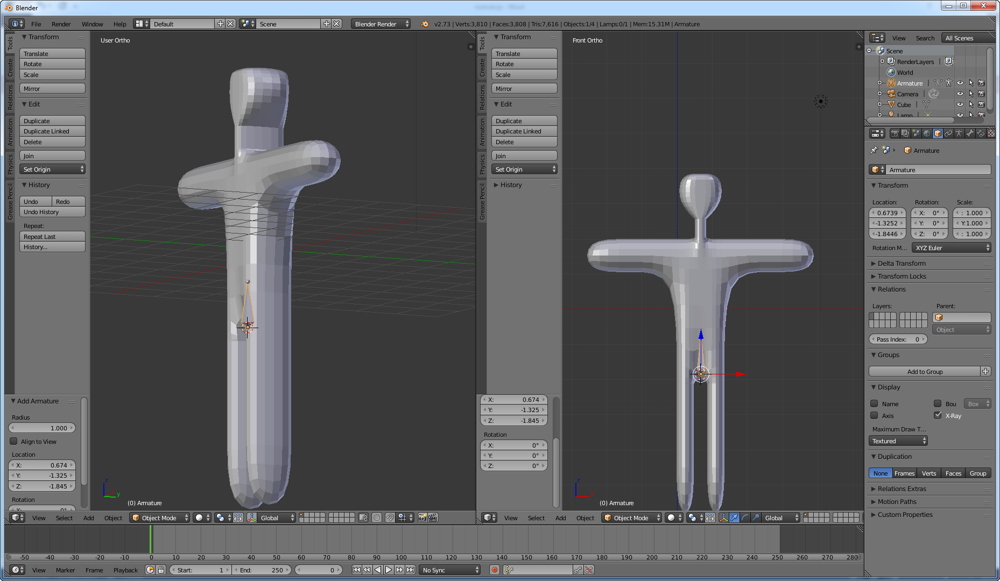 Blender
File Render Window Help Default Scene Blender Render v2.73 | Verts:3,810 | Faces:3,808 | Tris:7,616 | Objects:1/4 | Lamps:0/1 | Mem:15.31M | Armature
Tools
Create
Relations
Animation
Physics
Grease Pencil
Transform
Translate
Rotate
Scale
Mirror
Edit
Duplicate
Duplicate Linked
Delete
Join
Set Origin
History
Undo Redo
Undo History
Repeat:
Repeat Last
History...
Add Armature
Radius
1.000
Align to View
Location
X: 0.674
Y: -1.325
Z: -1.845
Rotation
X: 0°
User Ortho
z
y
(0) Armature
View Select Add Object Object Mode Global
Tools
Create
Relations
Animation
Physics
Grease Pencil
Transform
Translate
Rotate
Scale
Mirror
Edit
Duplicate
Duplicate Linked
Delete
Join
Set Origin
History
X: 0.674
Y: -1.325
Z: -1.845
Rotation
X: 0°
Y: 0°
Z: 0°
Front Ortho
z
x
(0) Armature
View Select Add Object Object Mode Global
View Search All Scenes
Scene
RenderLayers |
World
Armature |
Camera |
Cube |
Lamp
Armature
Armature
Transform
Location: Rotation: Scale:
0.6739 X: 0° : 1.000
-1.3252 Y: 0° Y:1.000
-1.8446 Z: 0° : 1.000
Rotation M... XYZ Euler
Delta Transform
Transform Locks
Relations
Layers: Parent:
Object
Pass Index: 0
Groups
Add to Group
Display
Name Bou Box
Axis X-Ray
Maximum Draw T...
Textured
Duplication
None Frames Verts Faces Group
Relations Extras
Motion Paths
Custom Properties
-50 -40 -30 -20 -10 0 10 20 30 40 50 60 70 80 90 100 110 120 130 140 150 160 170 180 190 200 210 220 230 240 250 260 270 280
View Marker Frame Playback Start: 1 End: 250 0 No Sync